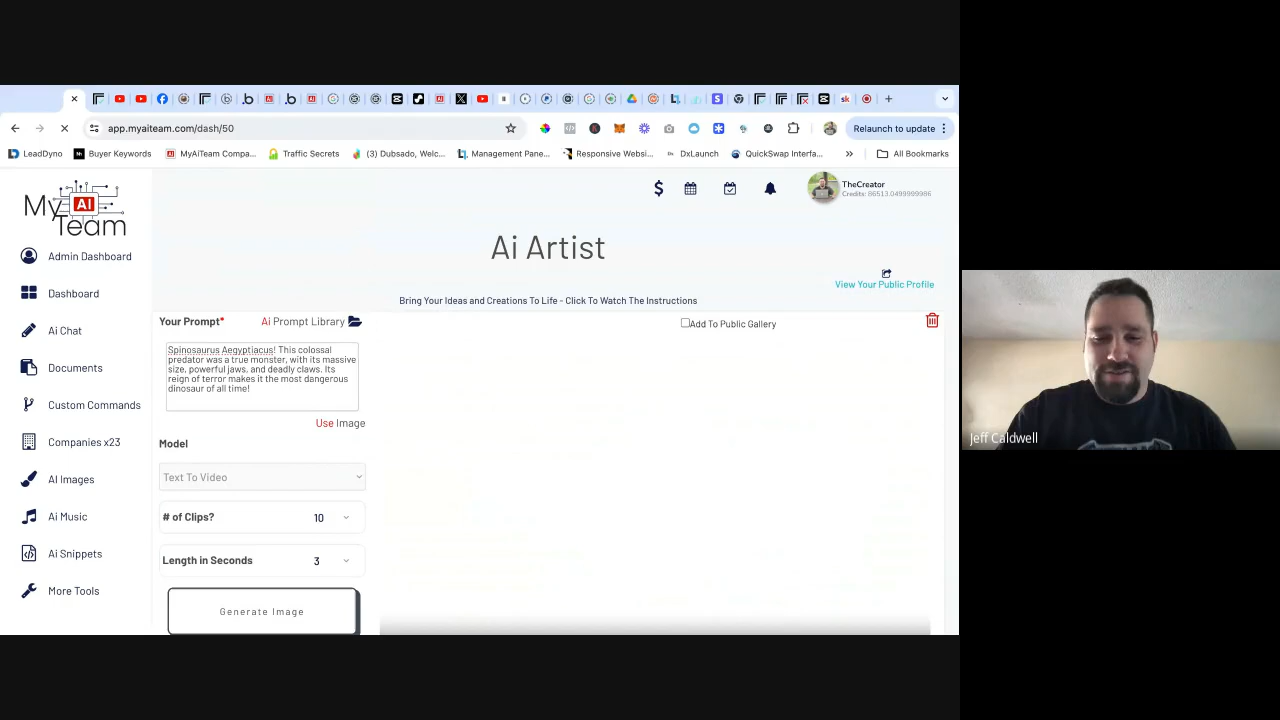 app.myaiteam.com/dash/50
Relaunch to update
LeadDyno
Buyer Keywords
MyAiTeam Compa...
Traffic Secrets
(3) Dubsado, Welc...
Management Pane...
Responsive Websi...
DxLaunch
QuickSwap Interfa...
»
All Bookmarks
My AI Team
TheCreator
Credits: 86513.0499999986
Admin Dashboard
Ai Artist
View Your Public Profile
Dashboard
Bring Your Ideas and Creations To Life - Click To Watch The Instructions
Your Prompt*
Ai Prompt Library
Add To Public Gallery
Ai Chat
Spinosaurus Aegyptiacus! This colossal
predator was a true monster, with its massive
size, powerful jaws, and deadly claws. Its
reign of terror makes it the most dangerous
dinosaur of all time!
Documents
Custom Commands
Use Image
Companies x23
Model
AI Images
Text To Video
Ai Music
# of Clips?
10
Ai Snippets
Length in Seconds
3
More Tools
Generate Image
Jeff Caldwell